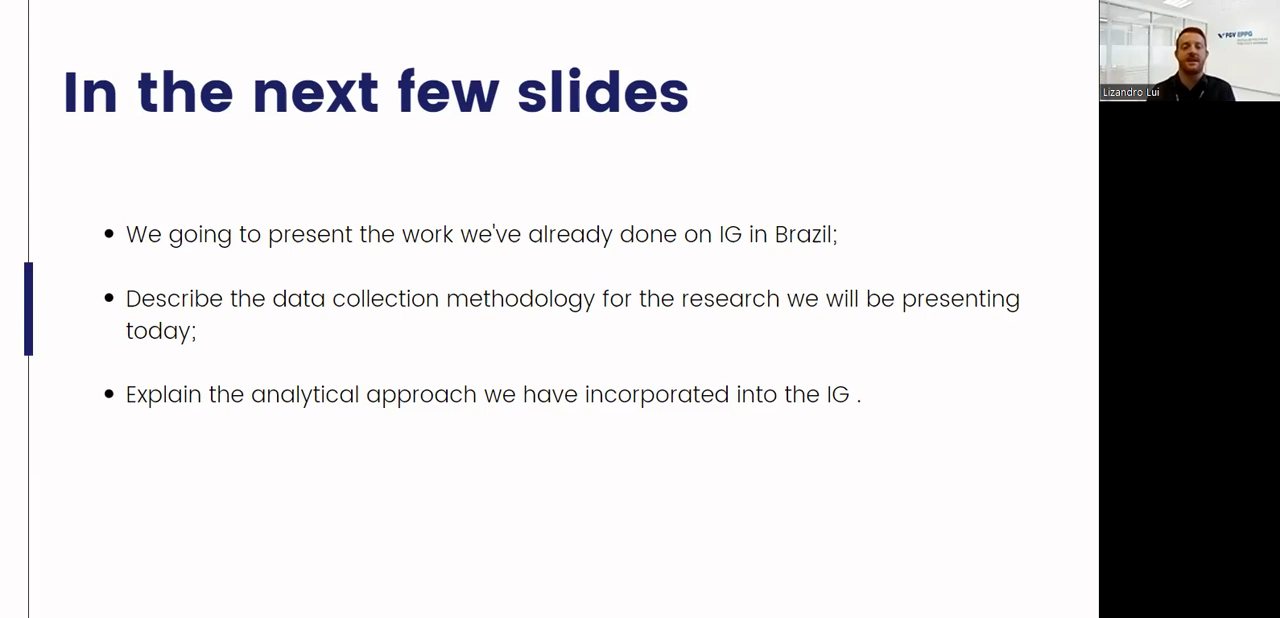 In the next few slides
We going to present the work we've already done on IG in Brazil;
Describe the data collection methodology for the research we will be presenting
today;
Explain the analytical approach we have incorporated into the IG .
FGV EPPG
Lizandro Lui